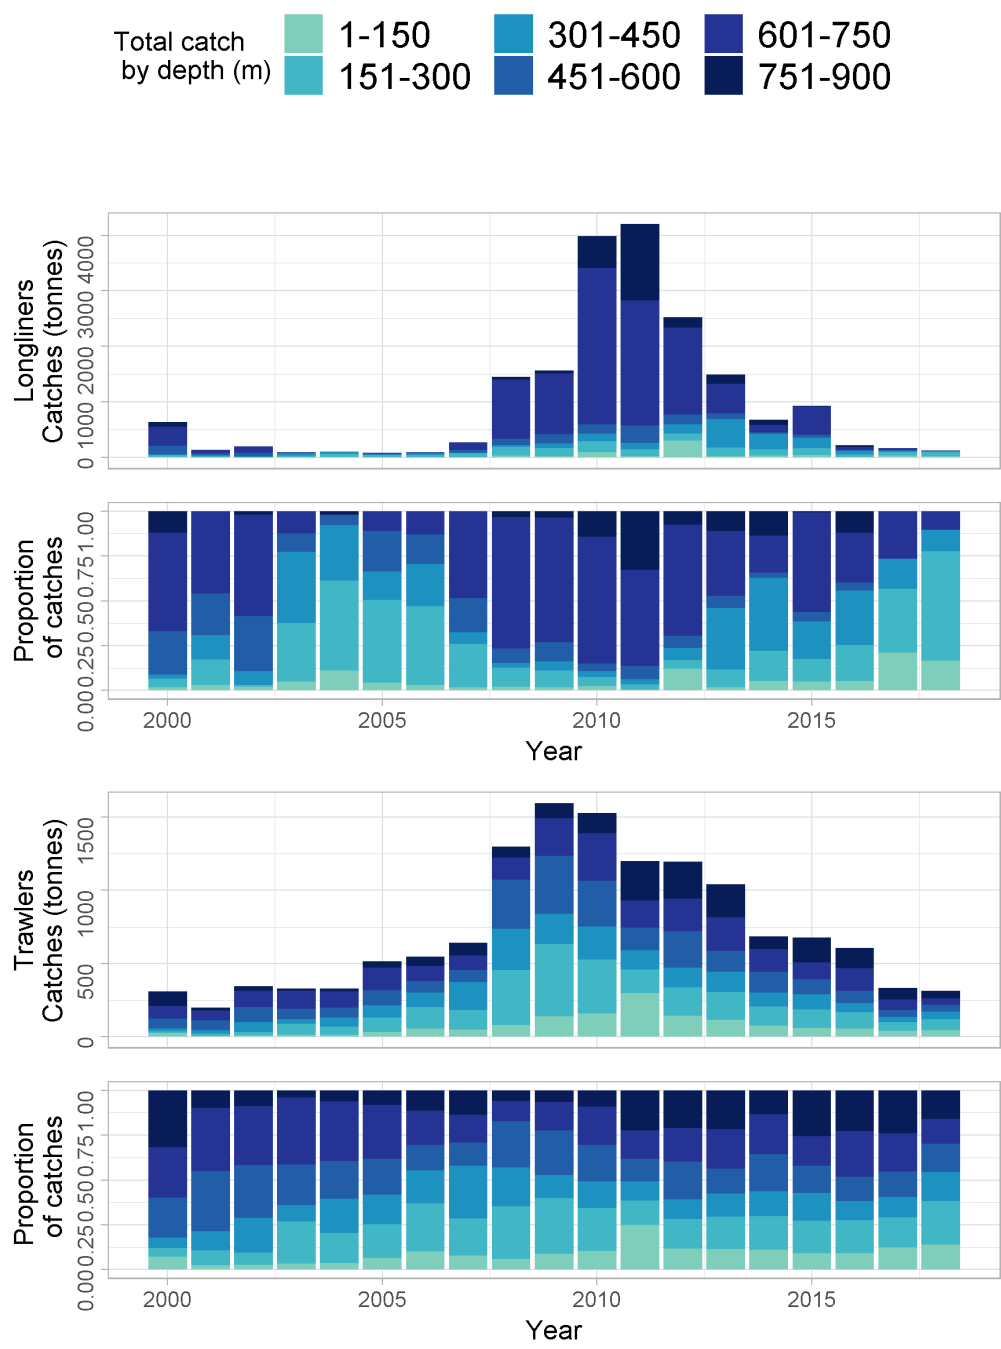 Total catch
by depth (m)
1-150
301-450
601-750
151-300
451-600
751-900
Longliners
Catches (tonnes)
0 1000 2000 3000 4000
Proportion
of catches
0.00 0.25 0.50 0.75 1.00
2000 2005 2010 2015
Year
Trawlers
Catches (tonnes)
0 500 1000 1500
Proportion
of catches
0.00 0.25 0.50 0.75 1.00
2000 2005 2010 2015
Year